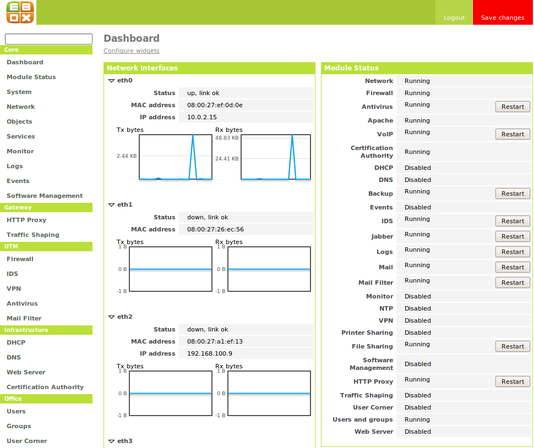 EBOX
Logout
Save changes
Core
Dashboard
Module Status
System
Network
Objects
Services
Monitor
Logs
Events
Software Management
Gateway
HTTP Proxy
Traffic Shaping
UTM
Firewall
IDS
VPN
Antivirus
Mail Filter
Infrastructure
DHCP
DNS
Web Server
Certification Authority
Office
Users
Groups
User Corner
Dashboard
Configure widgets
Network Interfaces
eth0
Status up, link ok
MAC address 08:00:27:ef:0d:0e
IP address 10.0.2.15
Tx bytes Rx bytes
48.83 KB
2.44 KB
24.41 KB
eth1
Status down, link ok
MAC address 08:00:27:26:ec:56
Tx bytes Rx bytes
1 B 1 B
0 B 0 B
-1 B -1 B
eth2
Status down, link ok
MAC address 08:00:27:a1:ef:13
IP address 192.168.100.9
Tx bytes Rx bytes
1 B 1 B
0 B 0 B
-1 B -1 B
eth3
Module Status
Network Running
Firewall Running
Antivirus Running Restart
Apache Running
VoIP Running Restart
Certification
Authority Running
DHCP Disabled
DNS Disabled
Backup Running Restart
Events Disabled
IDS Running Restart
Jabber Running Restart
Logs Running Restart
Mail Running Restart
Mail Filter Running Restart
Monitor Disabled
NTP Disabled
VPN Disabled
Printer Sharing Disabled
File Sharing Running Restart
Software
Management Disabled
HTTP Proxy Running Restart
Traffic Shaping Disabled
User Corner Disabled
Users and groups Running
Web Server Disabled